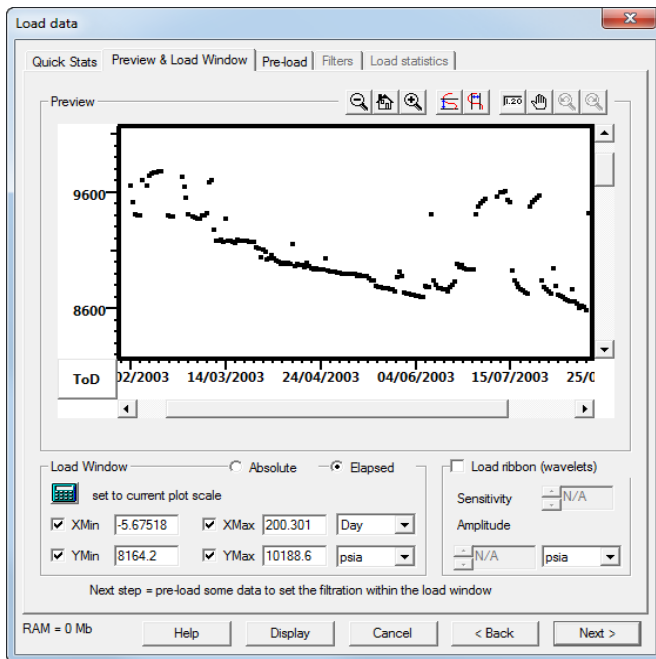 Load data
Quick Stats Preview & Load Window Pre-load Filters Load statistics
Preview
1.20
9600
8600
ToD
02/2003 14/03/2003 24/04/2003 04/06/2003 15/07/2003 25/0
Load Window Absolute Elapsed
Load ribbon (wavelets)
set to current plot scale
Sensitivity N/A
XMin -5.67518 XMax 200.301 Day
Amplitude
YMin 8164.2 YMax 10188.6 psia
N/A psia
Next step = pre-load some data to set the filtration within the load window
RAM = 0 Mb Help Display Cancel < Back Next >